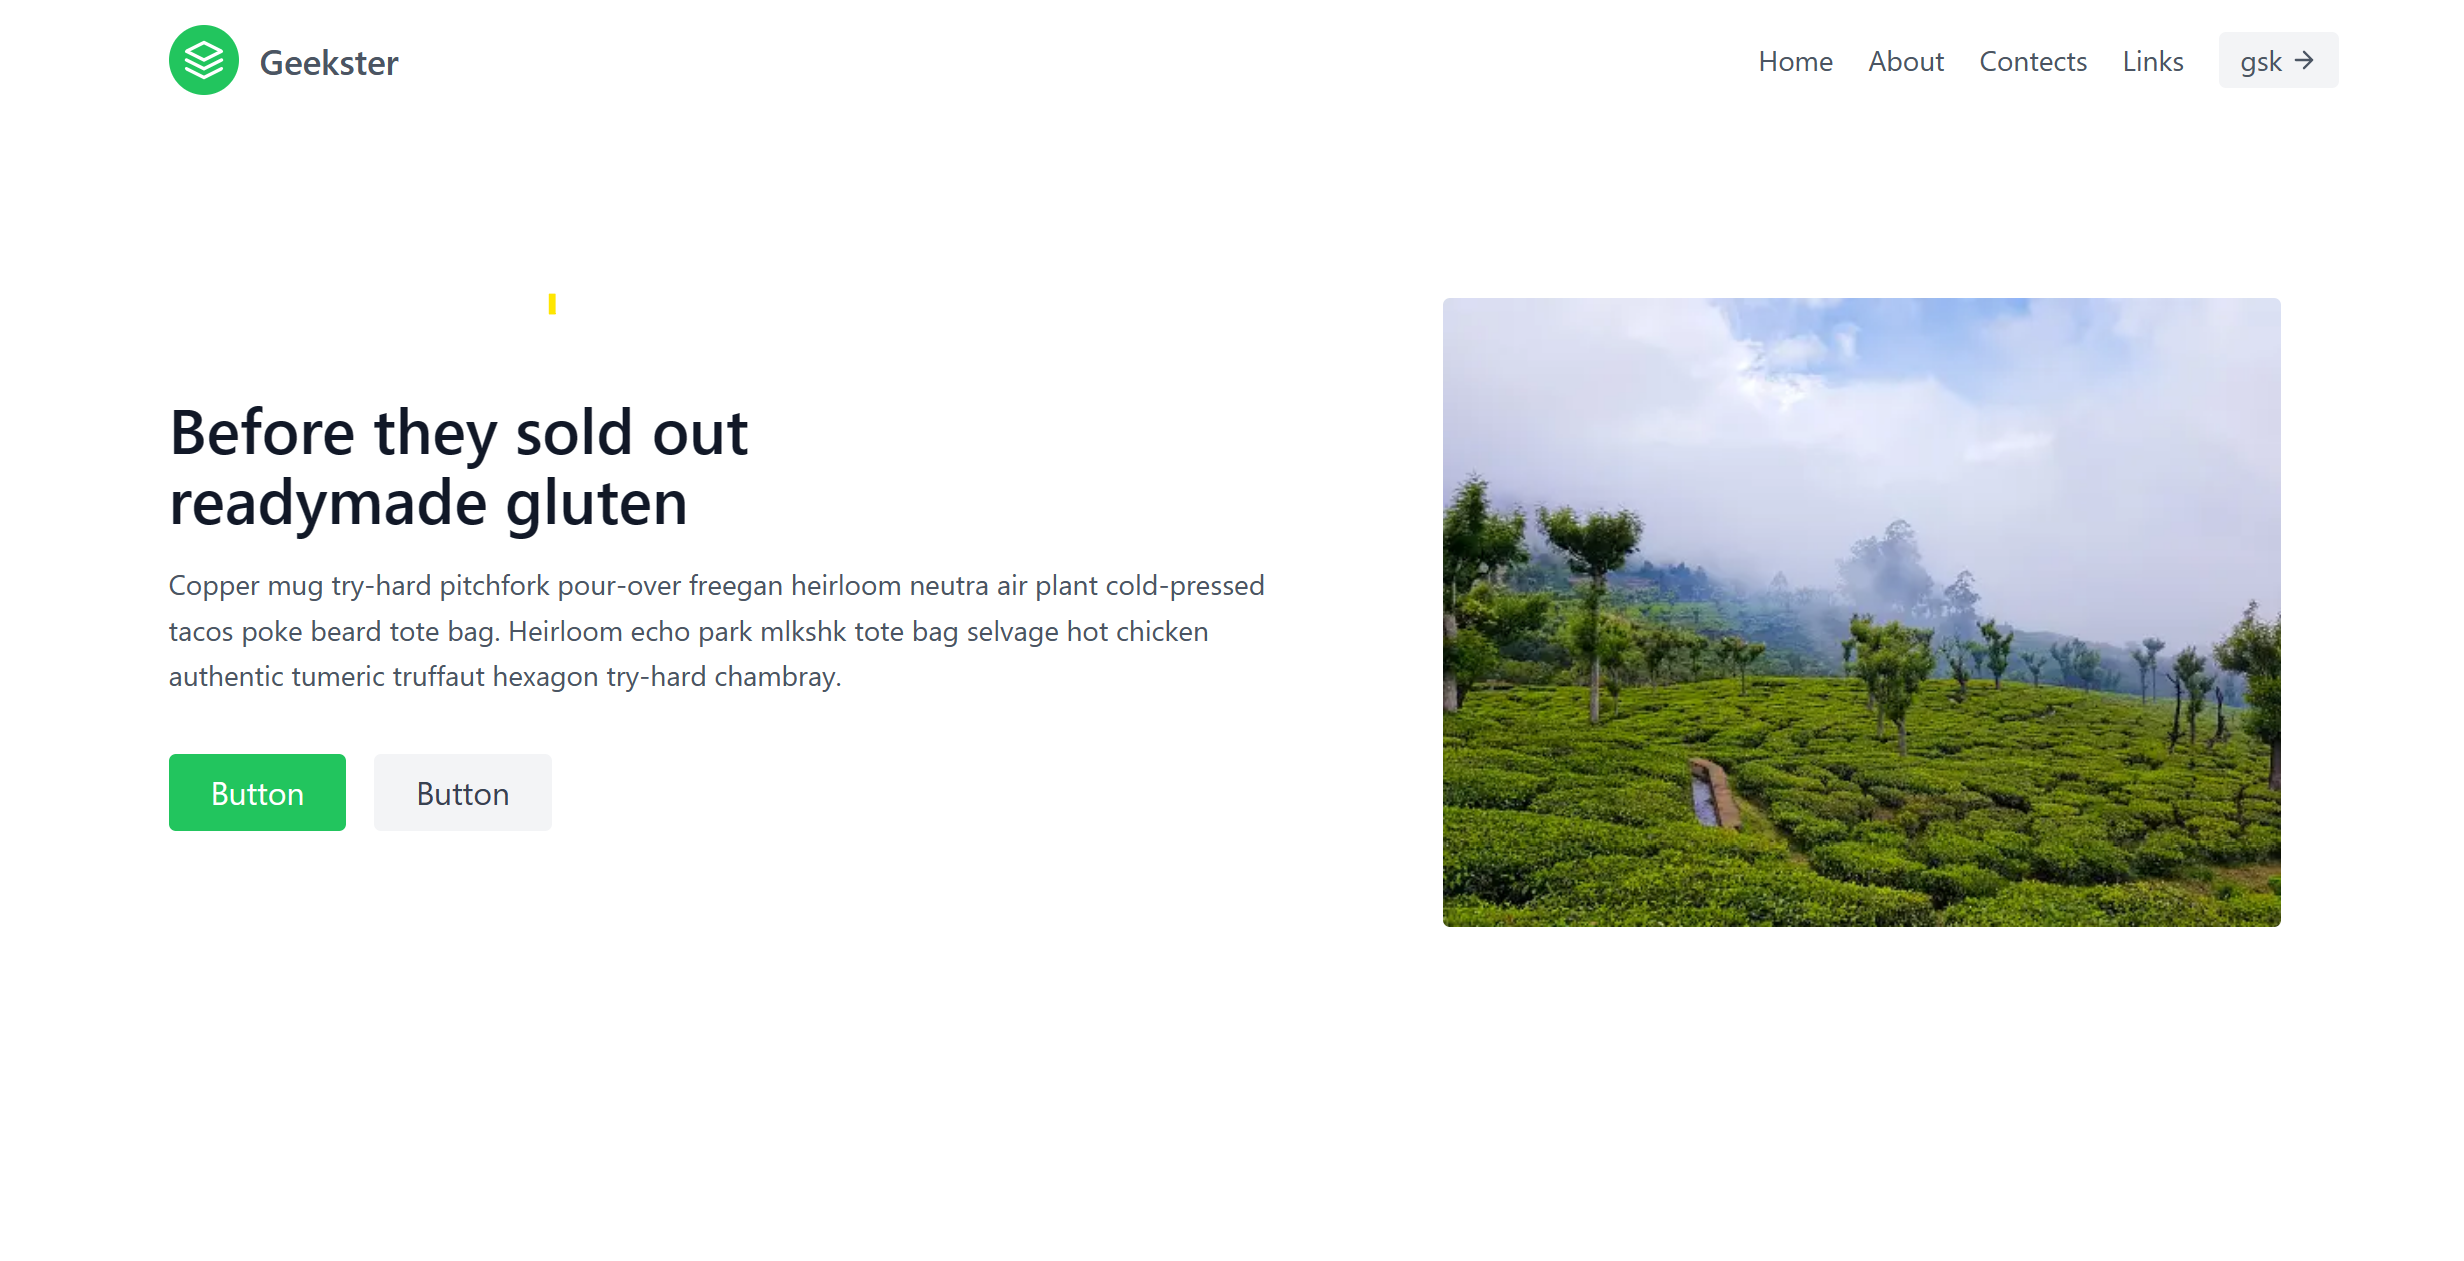 Geekster
Home About Contects Links gsk →
Before they sold out
readymade gluten
Copper mug try-hard pitchfork pour-over freegan heirloom neutra air plant cold-pressed
tacos poke beard tote bag. Heirloom echo park mlkshk tote bag selvage hot chicken
authentic tumeric truffaut hexagon try-hard chambray.
Button Button